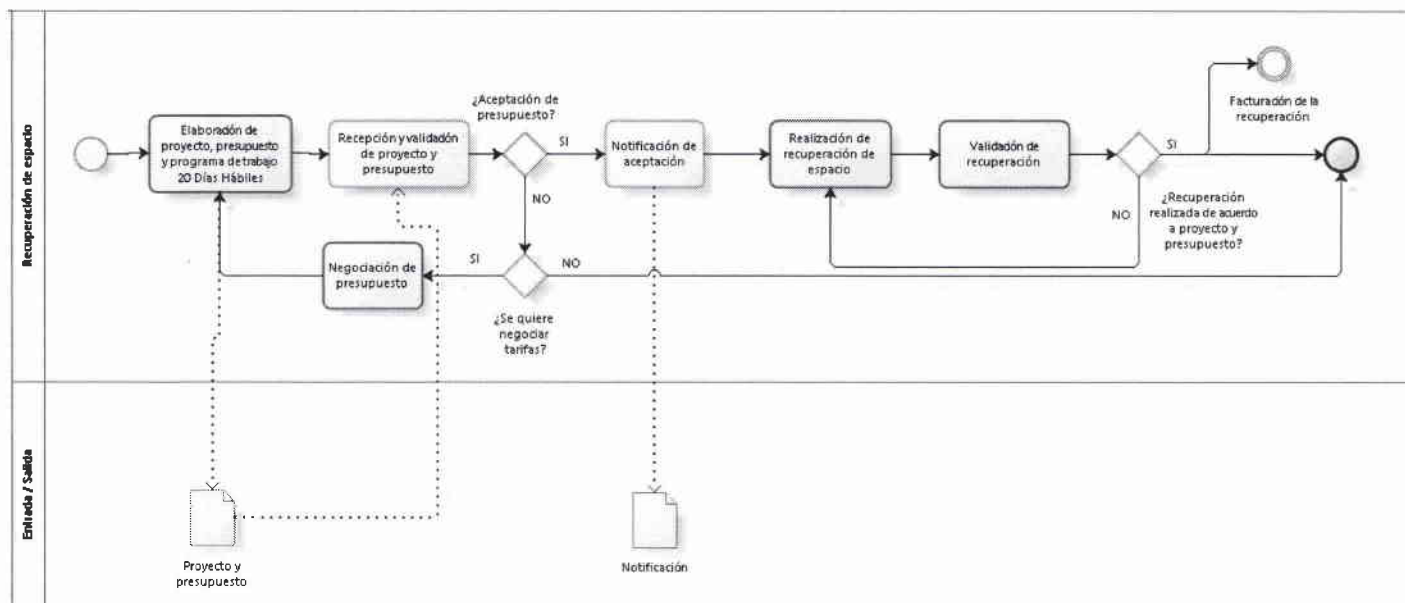 Recuperación de espacio
Elaboración de
proyecto, presupuesto
y programa de trabajo
20 Días Hábiles
Recepción y validación
de proyecto y
presupuesto
¿Aceptación de
presupuesto?
SI
NO
Notificación de
aceptación
Realización de
recuperación de
espacio
Validación de
recuperación
SI
NO
¿Recuperación
realizada de acuerdo
a proyecto y
presupuesto?
Facturación de la
recuperación
Negociación de
presupuesto
SI
NO
¿Se quiere
negociar
tarifas?
Entrada / Salida
Proyecto y
presupuesto
Notificación